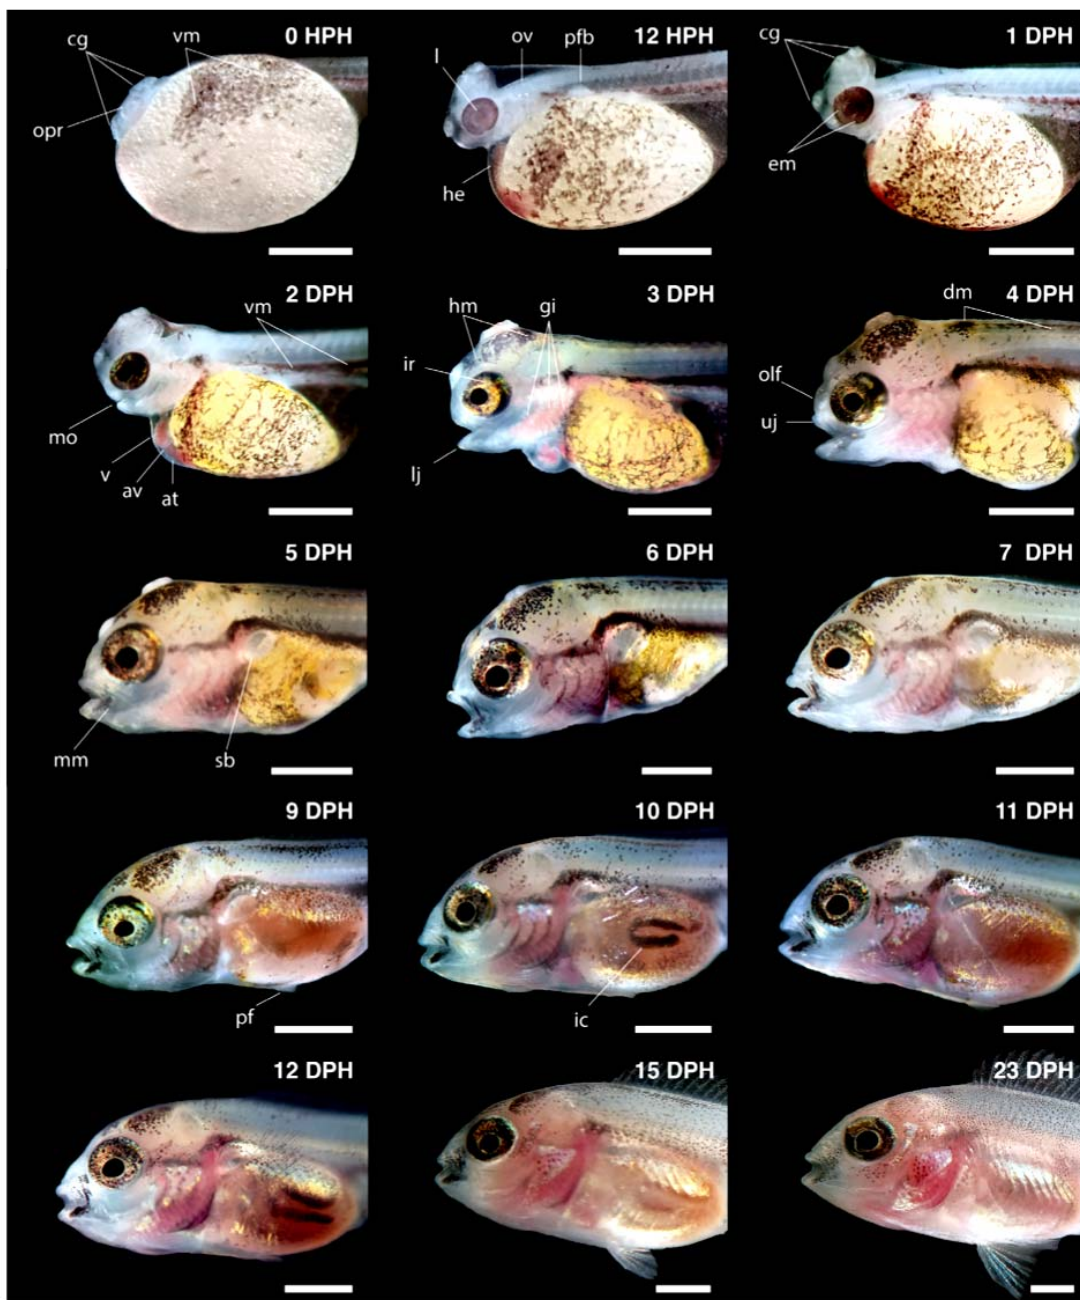 cg vm 0 HPH
opr
l ov pfb 12 HPH
he
cg 1 DPH
em
2 DPH
vm
mo
v
av
at
hm gi 3 DPH
ir
lj
dm
4 DPH
olf
uj
5 DPH
mm sb
6 DPH
7 DPH
9 DPH
pf
10 DPH
ic
11 DPH
12 DPH
15 DPH
23 DPH